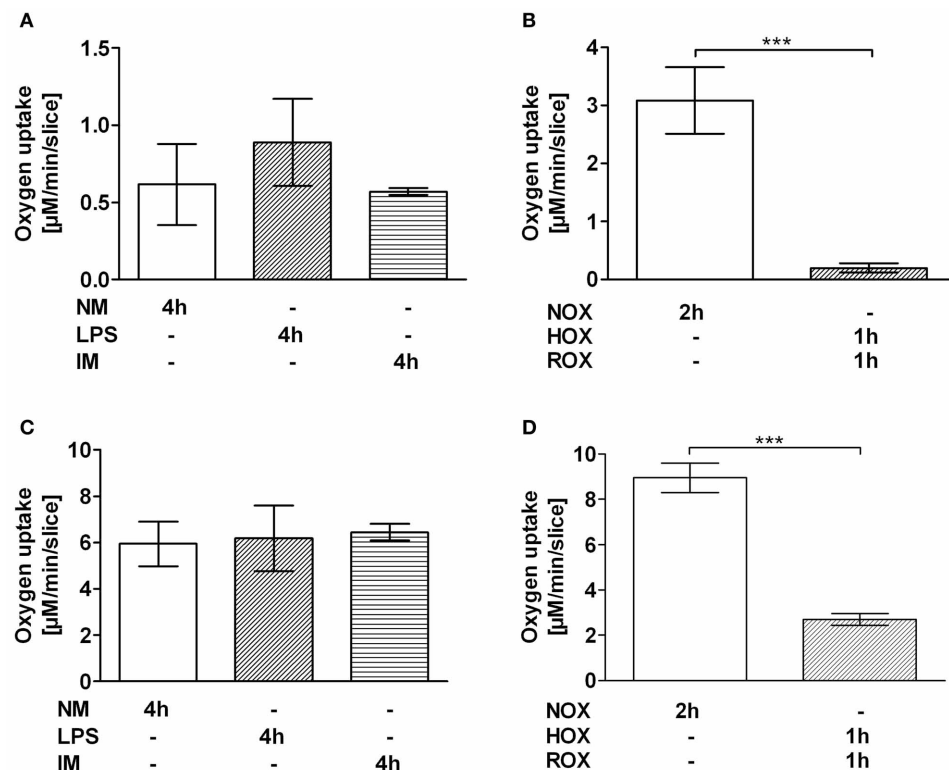 A
Oxygen uptake
[µM/min/slice]
1.5
1.0
0.5
0.0
NM 4h - -
LPS - 4h -
IM - - 4h
B
***
Oxygen uptake
[µM/min/slice]
4
3
2
1
0
NOX 2h -
HOX - 1h
ROX - 1h
C
Oxygen uptake
[µM/min/slice]
10
8
6
4
2
0
NM 4h - -
LPS - 4h -
IM - - 4h
D
***
Oxygen uptake
[µM/min/slice]
10
8
6
4
2
0
NOX 2h -
HOX - 1h
ROX - 1h